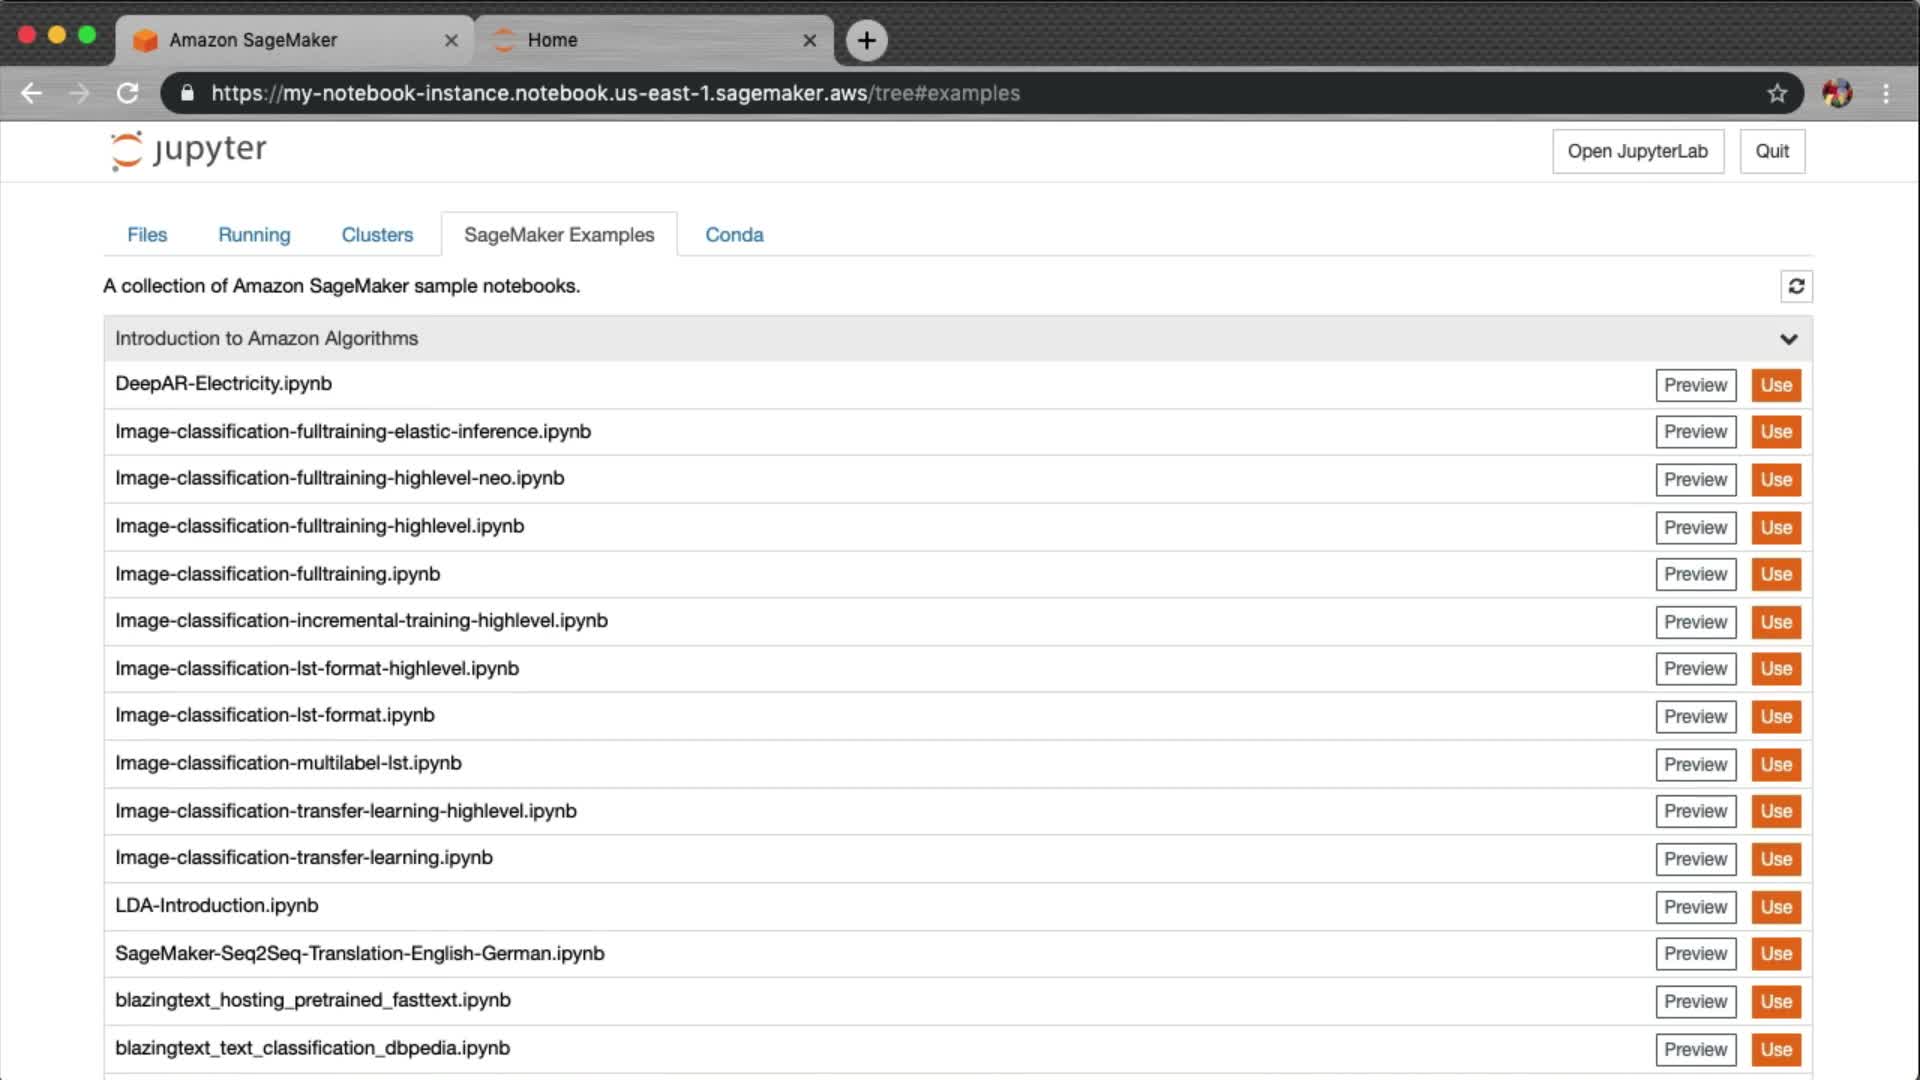 Amazon SageMaker
Home
https://my-notebook-instance.notebook.us-east-1.sagemaker.aws/tree#examples
jupyter
Open JupyterLab
Quit
Files
Running
Clusters
SageMaker Examples
Conda
A collection of Amazon SageMaker sample notebooks.
Introduction to Amazon Algorithms
DeepAR-Electricity.ipynb Preview Use
Image-classification-fulltraining-elastic-inference.ipynb Preview Use
Image-classification-fulltraining-highlevel-neo.ipynb Preview Use
Image-classification-fulltraining-highlevel.ipynb Preview Use
Image-classification-fulltraining.ipynb Preview Use
Image-classification-incremental-training-highlevel.ipynb Preview Use
Image-classification-lst-format-highlevel.ipynb Preview Use
Image-classification-lst-format.ipynb Preview Use
Image-classification-multilabel-lst.ipynb Preview Use
Image-classification-transfer-learning-highlevel.ipynb Preview Use
Image-classification-transfer-learning.ipynb Preview Use
LDA-Introduction.ipynb Preview Use
SageMaker-Seq2Seq-Translation-English-German.ipynb Preview Use
blazingtext_hosting_pretrained_fasttext.ipynb Preview Use
blazingtext_text_classification_dbpedia.ipynb Preview Use